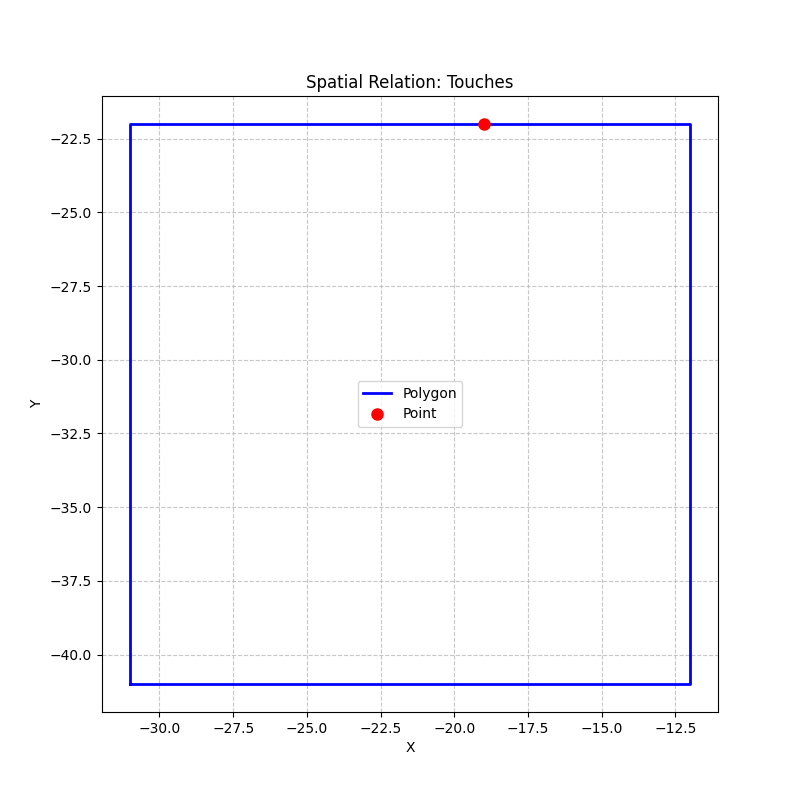 Spatial Relation: Touches
Y
−22.5
−25.0
−27.5
−30.0
−32.5
−35.0
−37.5
−40.0
Polygon
Point
−30.0 −27.5 −25.0 −22.5 −20.0 −17.5 −15.0 −12.5
X